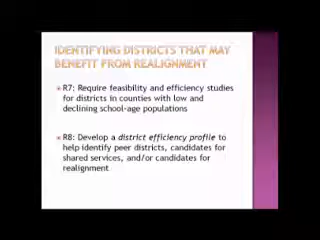 IDENTIFYING DISTRICTS THAT MAY
BENEFIT FROM REALIGNMENT
R7: Require feasibility and efficiency studies
for districts in counties with low and
declining school-age populations
R8: Develop a district efficiency profile to
help identify peer districts, candidates for
shared services, and/or candidates for
realignment